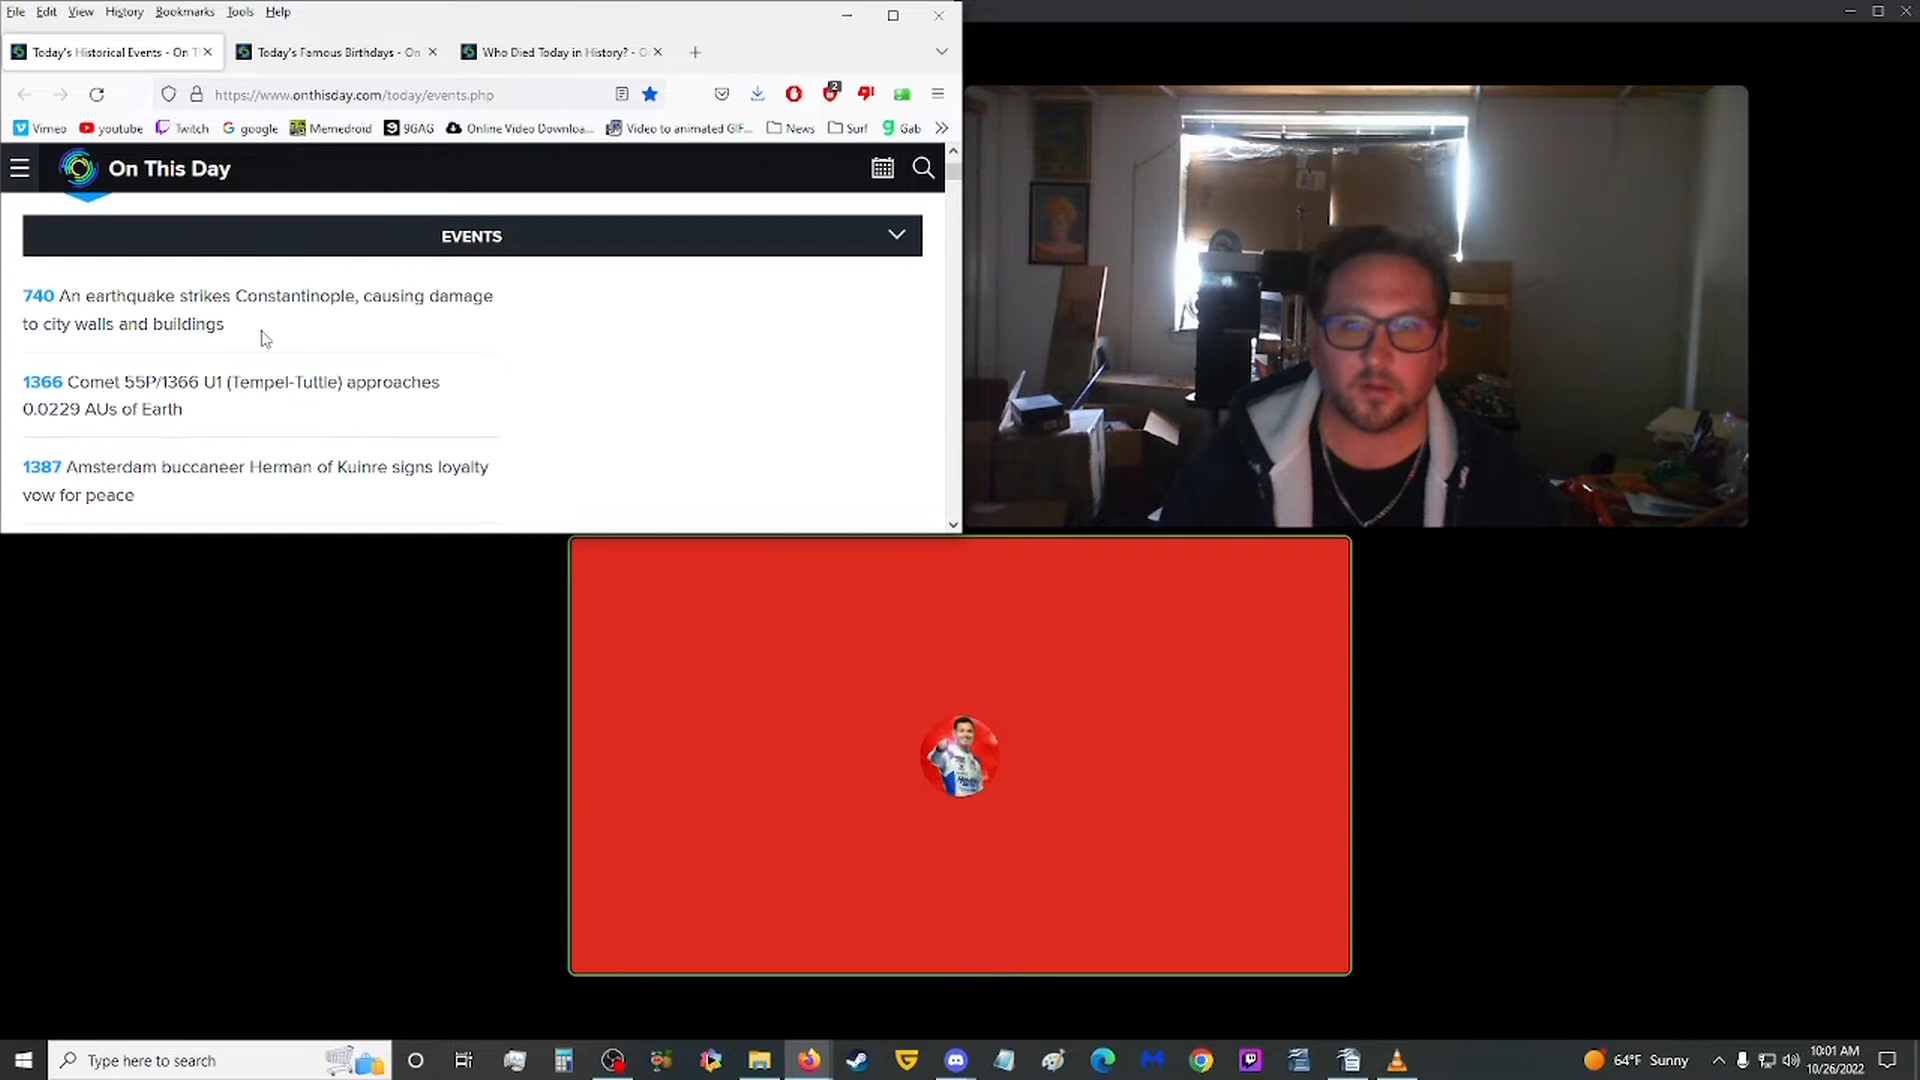 File Edit View History Bookmarks Tools Help
Today's Historical Events - On T
Today's Famous Birthdays - On
Who Died Today in History? - O
https://www.onthisday.com/today/events.php
2
Vimeo youtube Twitch google Memedroid 9GAG Online Video Downloa... Video to animated GIF... News Surf Gab
On This Day
EVENTS
740 An earthquake strikes Constantinople, causing damage
to city walls and buildings
1366 Comet 55P/1366 U1 (Tempel-Tuttle) approaches
0.0229 AUs of Earth
1387 Amsterdam buccaneer Herman of Kuinre signs loyalty
vow for peace
Type here to search
64°F Sunny
10:01 AM
10/26/2022